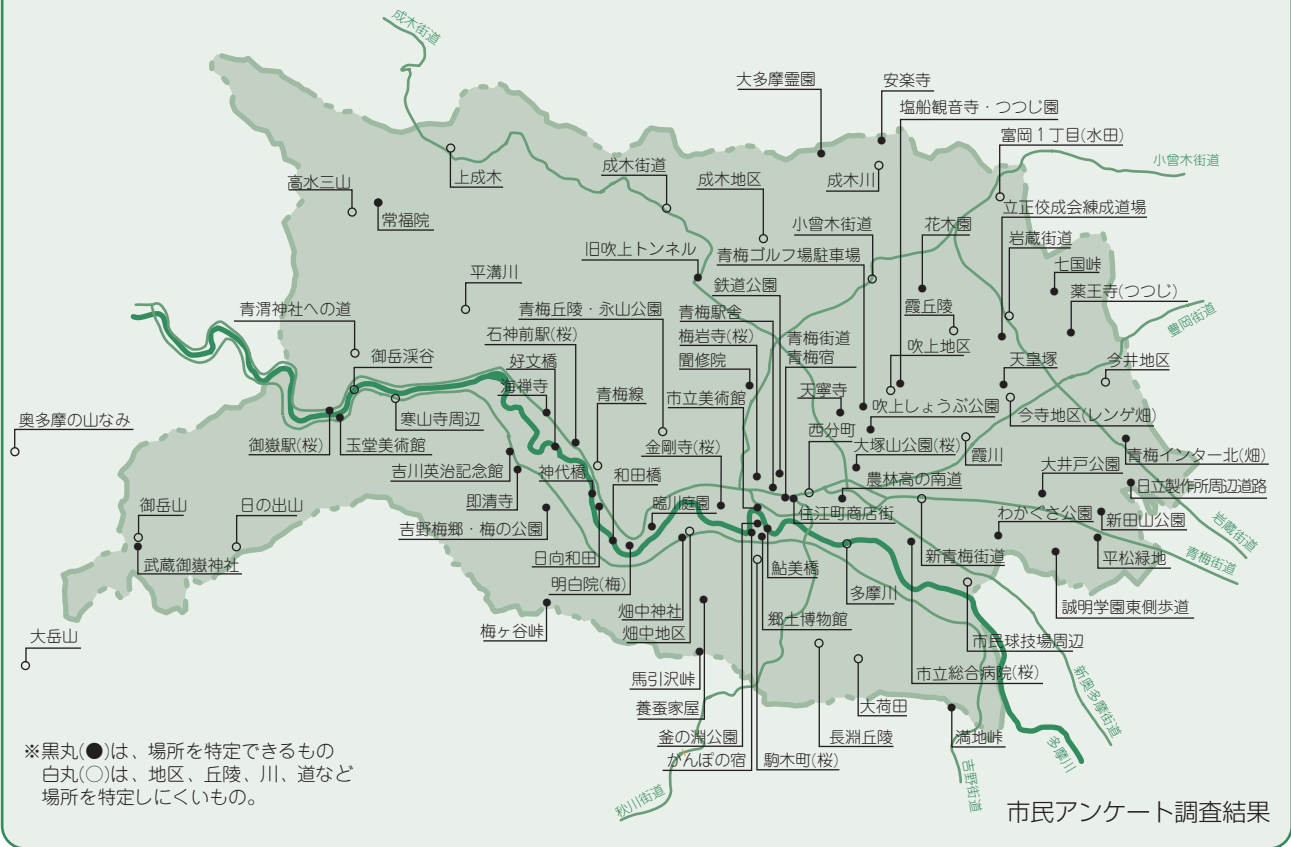 成木街道
大多摩霊園
安楽寺
塩船観音寺・つつじ園
富岡1丁目(水田)
小曾木街道
高水三山
上成木
成木街道
成木地区
成木川
常福院
旧吹上トンネル
小曾木街道
青梅ゴルフ場駐車場
花木園
立正佼成会練成道場
岩蔵街道
七国峠
薬王寺(つつじ)
豊岡街道
平溝川
鉄道公園
青渭神社への道
青梅丘陵・永山公園
青梅駅舎
霞丘陵
石神前駅(桜)
梅岩寺(桜)
青梅街道
青梅宿
吹上地区
御岳渓谷
好文橋
聞修院
天皇塚
今井地区
海禅寺
青梅線
市立美術館
天寧寺
吹上しょうぶ公園
今寺地区(レンゲ畑)
奥多摩の山なみ
寒山寺周辺
西分町
御嶽駅(桜)
玉堂美術館
金剛寺(桜)
大塚山公園(桜)
霞川
青梅インター北(畑)
吉川英治記念館
神代橋
和田橋
大井戸公園
即清寺
農林高の南道
日立製作所周辺道路
御岳山
日の出山
臨川庭園
住江町商店街
わかぐさ公園
新田山公園
岩蔵街道
吉野梅郷・梅の公園
日向和田
新青梅街道
平松緑地
青梅街道
武蔵御嶽神社
明白院(梅)
鮎美橋
多摩川
畑中神社
郷土博物館
誠明学園東側歩道
梅ヶ谷峠
畑中地区
市民球技場周辺
大岳山
馬引沢峠
市立総合病院(桜)
新奥多摩街道
養蚕家屋
大荷田
釜の淵公園
長淵丘陵
満地峠
かんぽの宿
駒木町(桜)
多摩川
吉野街道
秋川街道
※黒丸(●)は、場所を特定できるもの
白丸(○)は、地区、丘陵、川、道など
場所を特定しにくいもの。
市民アンケート調査結果